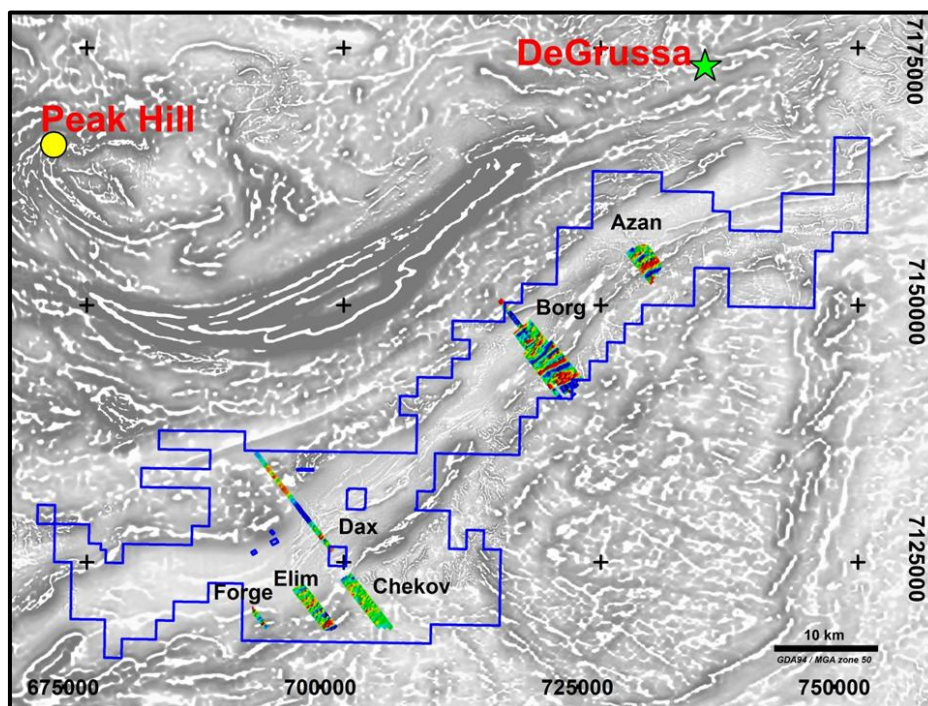 DeGrussa
7175000
Peak Hill
Azan
7150000
Borg
Dax
7125000
Elim
Chekov
Forge
10 km
GDA94 / MGA zone 50
675000
700000
725000
750000